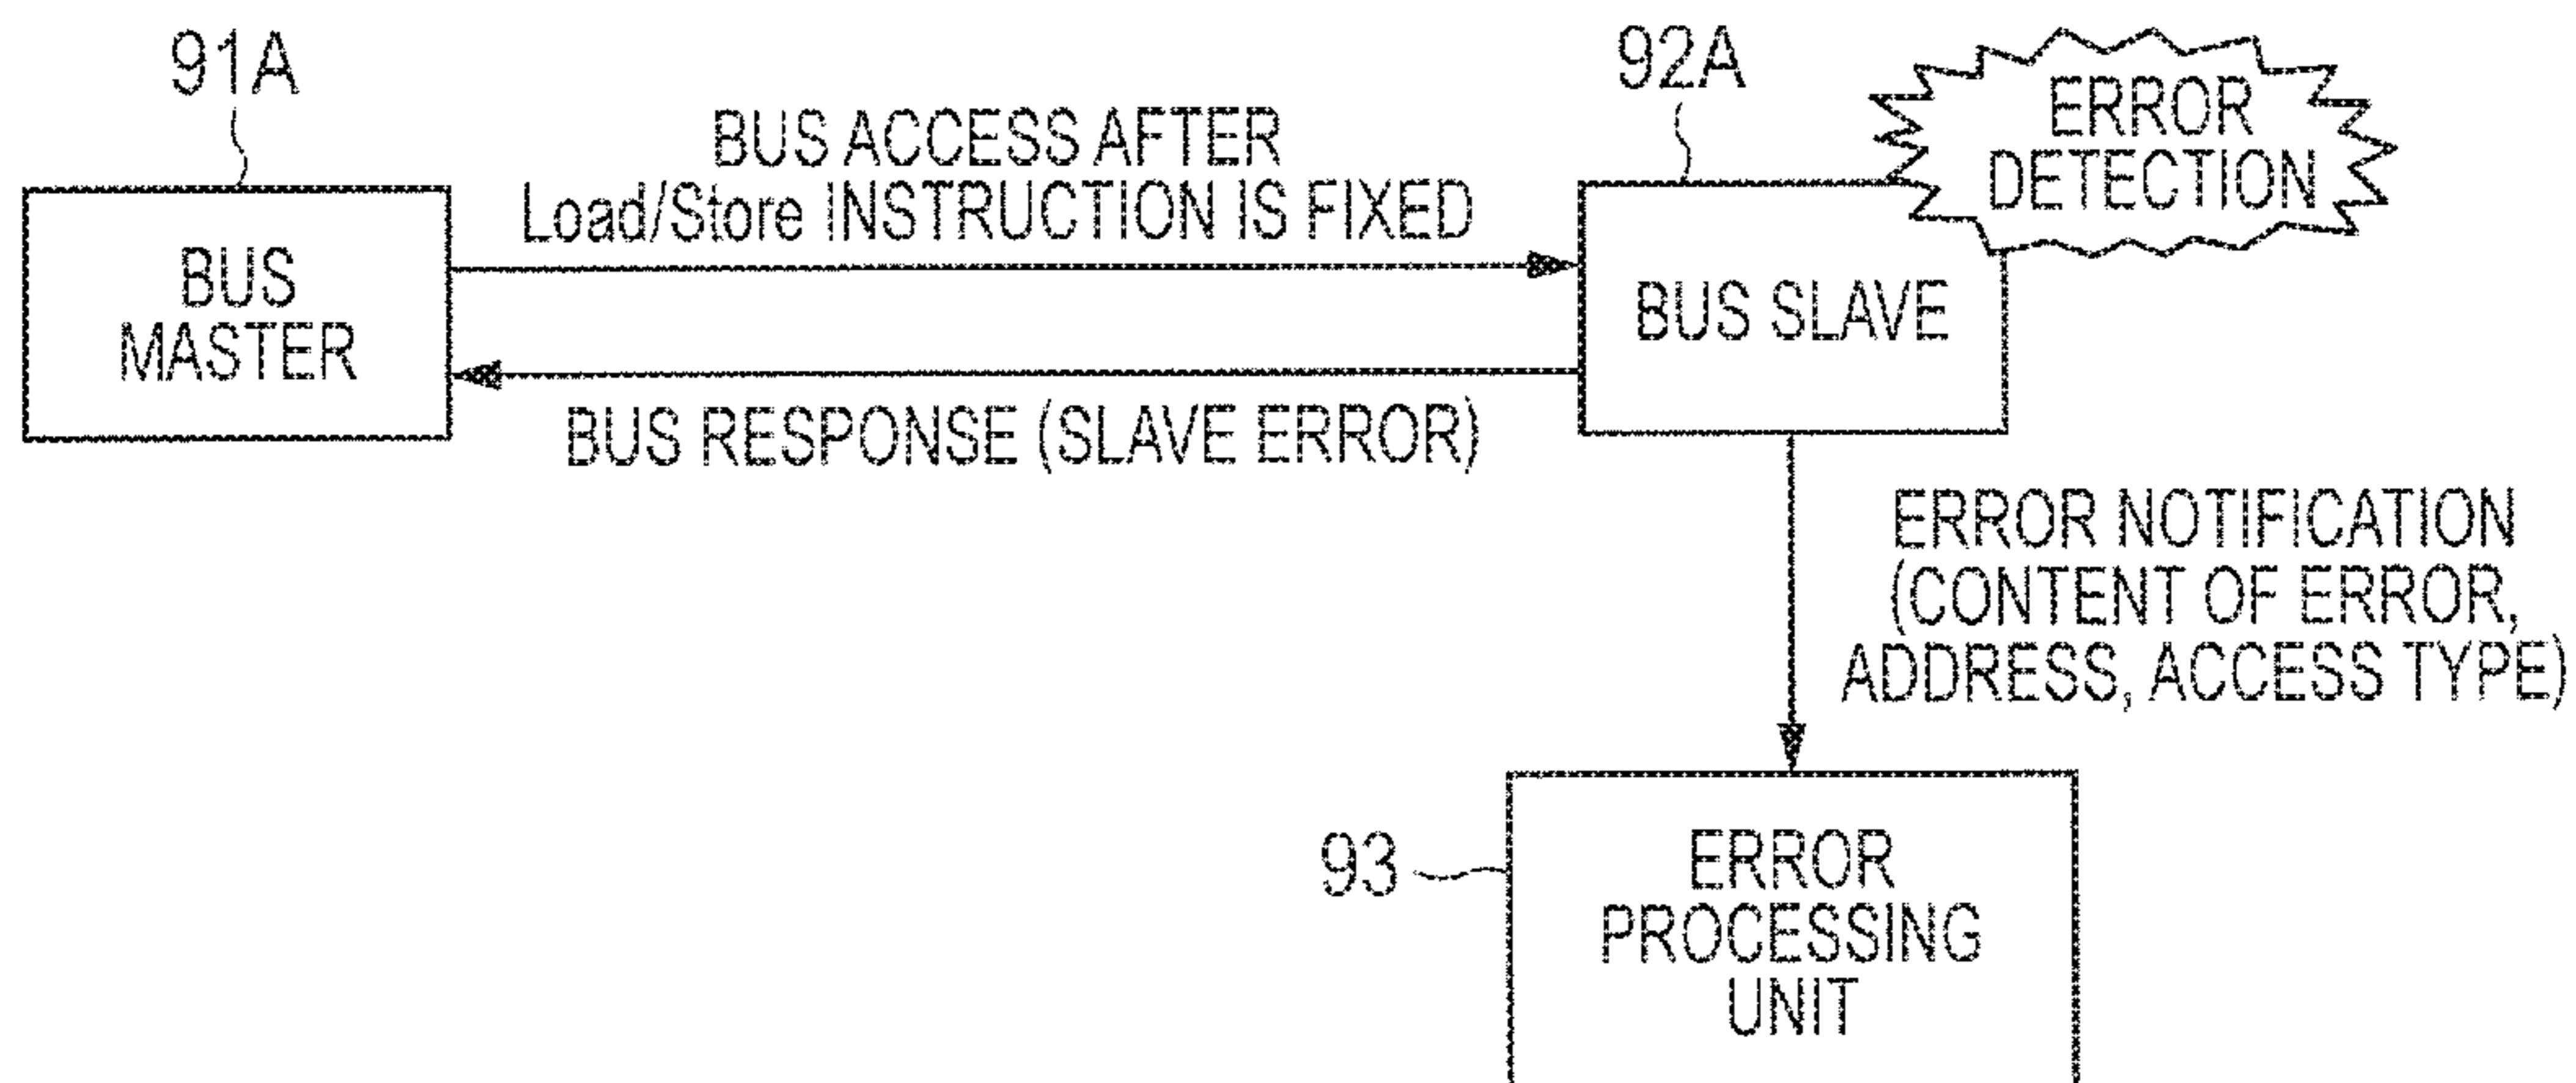 91A
92A
ERROR
DETECTION
BUS ACCESS AFTER
Load/Store INSTRUCTION IS FIXED
BUS
MASTER
BUS SLAVE
BUS RESPONSE (SLAVE ERROR)
ERROR NOTIFICATION
(CONTENT OF ERROR,
ADDRESS, ACCESS TYPE)
93
ERROR
PROCESSING
UNIT